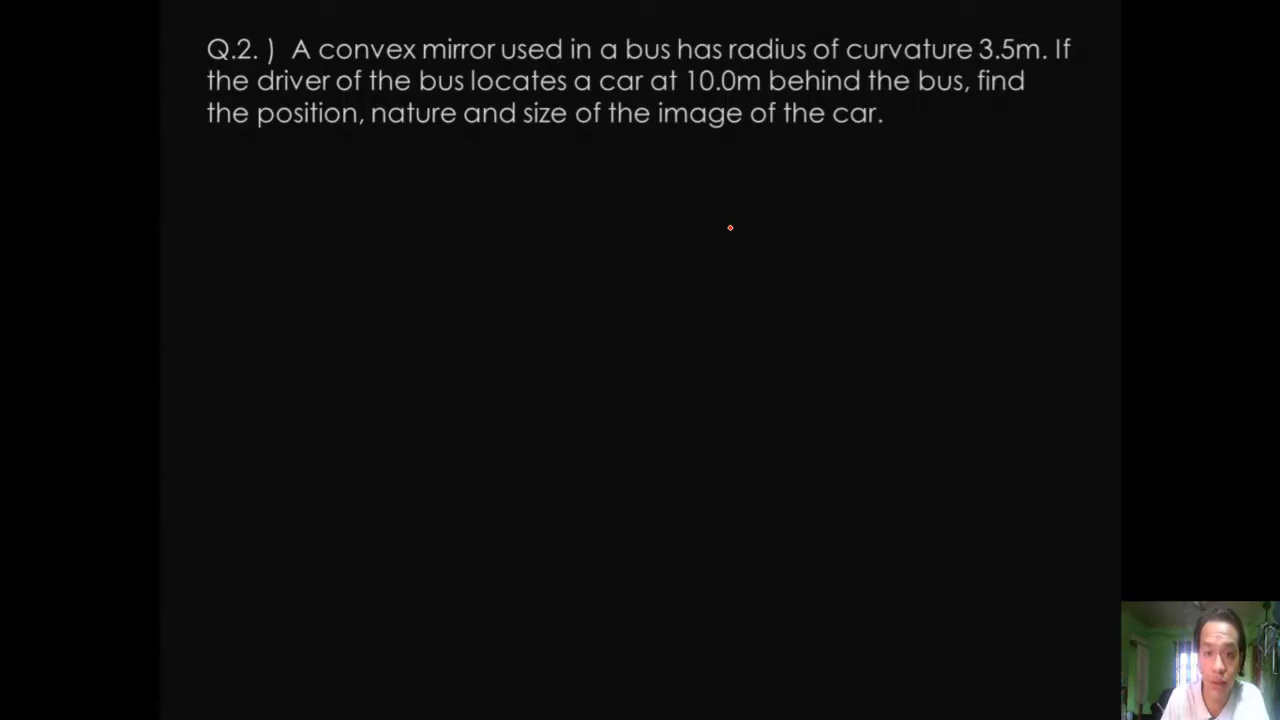 Q.2. ) A convex mirror used in a bus has radius of curvature 3.5m. If
the driver of the bus locates a car at 10.0m behind the bus, find
the position, nature and size of the image of the car.